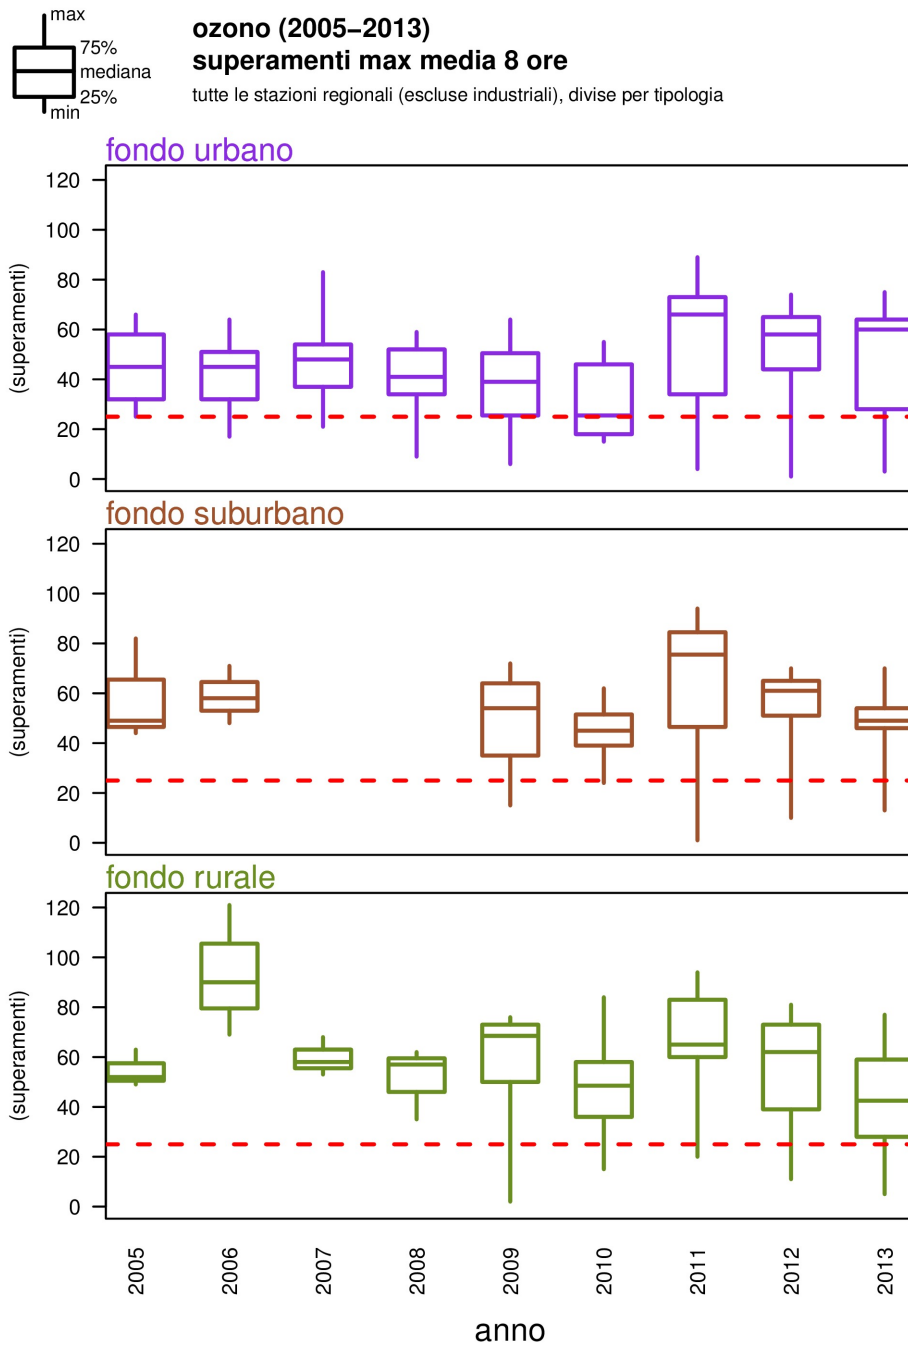 max
75%
mediana
25%
min
ozono (2005−2013)
superamenti max media 8 ore
tutte le stazioni regionali (escluse industriali), divise per tipologia
fondo urbano
120
100
80
60
40
20
0
(superamenti)
fondo suburbano
120
100
80
60
40
20
0
(superamenti)
fondo rurale
120
100
80
60
40
20
0
(superamenti)
2005
2006
2007
2008
2009
2010
2011
2012
2013
anno